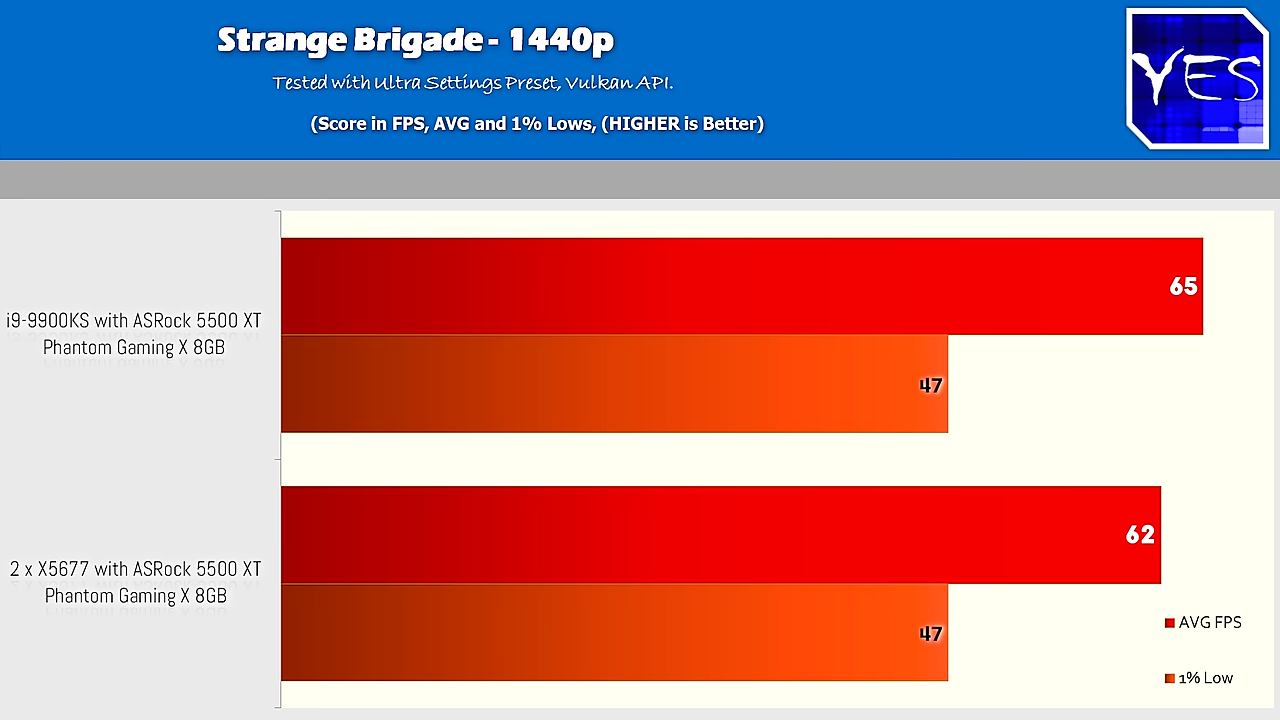 Strange Brigade - 1440p
Tested with Ultra Settings Preset, Vulkan API.
(Score in FPS, AVG and 1% Lows, (HIGHER is Better)
YES
i9-9900KS with ASRock 5500 XT
Phantom Gaming X 8GB
65
47
2 x X5677 with ASRock 5500 XT
Phantom Gaming X 8GB
62
47
AVG FPS
1% Low